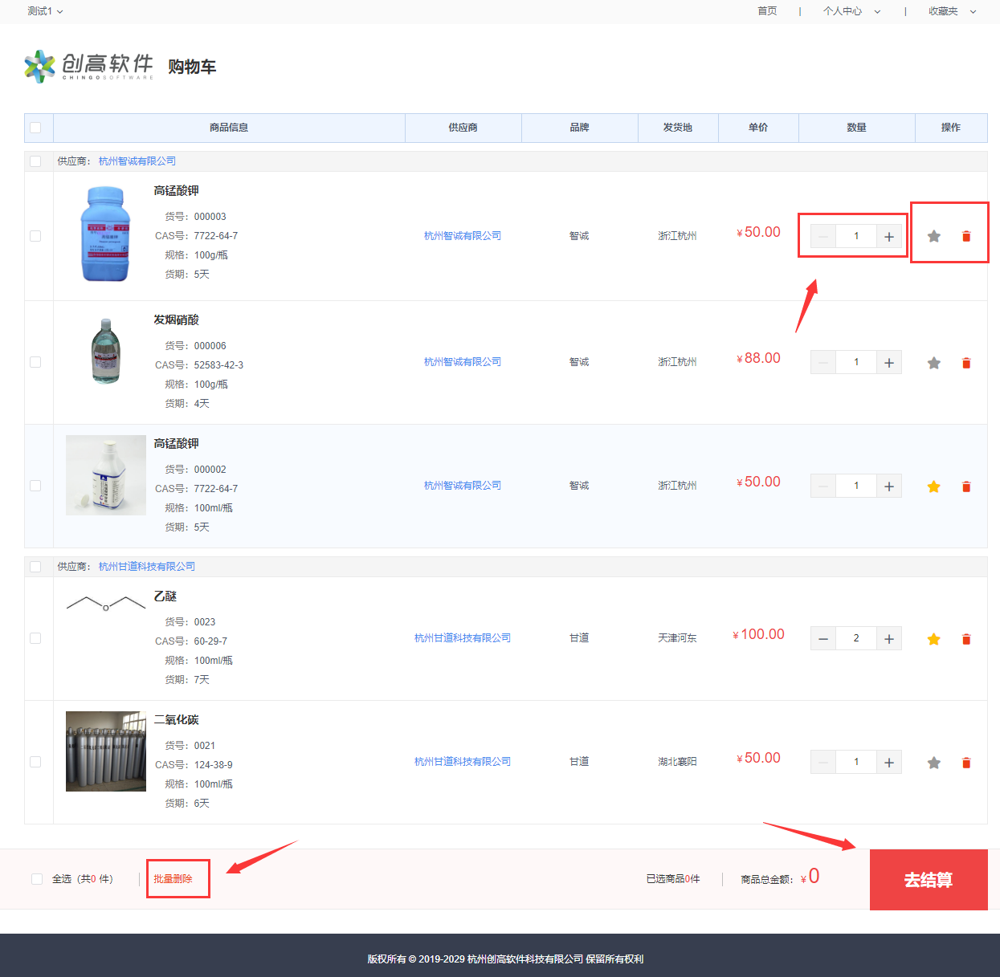 测试1
首页 | 个人中心 | 收藏夹
创高软件 购物车
CHINGOSOFTWARE
商品信息 供应商 品牌 发货地 单价 数量 操作
供应商： 杭州智诚有限公司
高锰酸钾
货号：000003
CAS号：7722-64-7
规格：100g/瓶
货期：5天
杭州智诚有限公司 智诚 浙江杭州 ¥50.00 1
发烟硝酸
货号：000006
CAS号：52583-42-3
规格：100g/瓶
货期：4天
杭州智诚有限公司 智诚 浙江杭州 ¥88.00 1
高锰酸钾
货号：000002
CAS号：7722-64-7
规格：100ml/瓶
货期：5天
杭州智诚有限公司 智诚 浙江杭州 ¥50.00 1
供应商： 杭州甘道科技有限公司
乙醚
O
货号：0023
CAS号：60-29-7
规格：100ml/瓶
货期：7天
杭州甘道科技有限公司 甘道 天津河东 ¥100.00 2
二氧化碳
货号：0021
CAS号：124-38-9
规格：100ml/瓶
货期：6天
杭州甘道科技有限公司 甘道 湖北襄阳 ¥50.00 1
全选（共0 件） 批量删除 已选商品0件 商品总金额：¥0 去结算
版权所有 © 2019-2029 杭州创高软件科技有限公司 保留所有权利